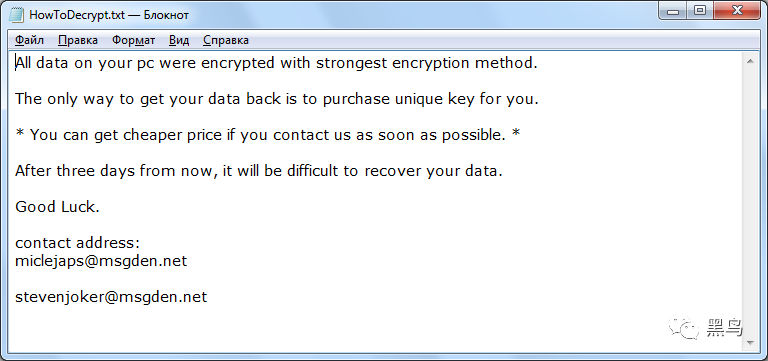 HowToDecrypt.txt — Блокнот
Файл Правка Формат Вид Справка
All data on your pc were encrypted with strongest encryption method.
The only way to get your data back is to purchase unique key for you.
* You can get cheaper price if you contact us as soon as possible. *
After three days from now, it will be difficult to recover your data.
Good Luck.
contact address:
miclejaps@msgden.net
stevenjoker@msgden.net
黑鸟